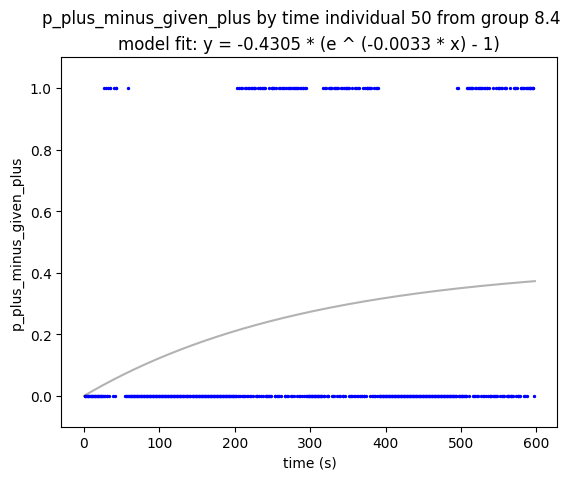 p_plus_minus_given_plus by time individual 50 from group 8.4
model fit: y = -0.4305 * (e ^ (-0.0033 * x) - 1)
p_plus_minus_given_plus
1.0
0.8
0.6
0.4
0.2
0.0
0 100 200 300 400 500 600
time (s)